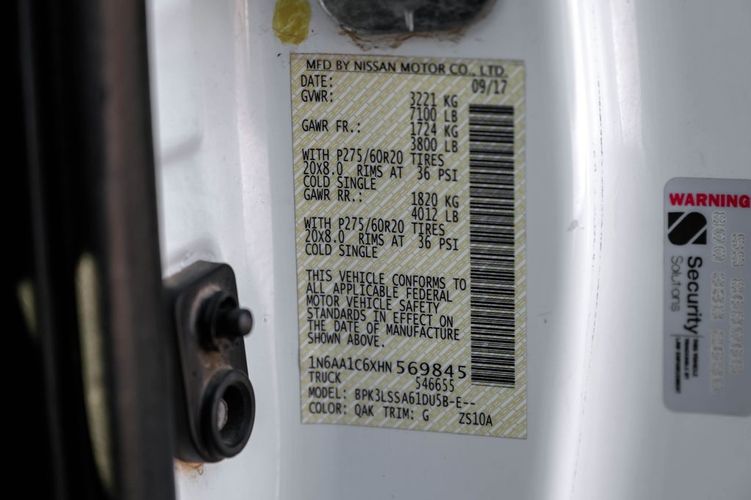 MFD BY NISSAN MOTOR CO., LTD.
DATE: 09/17
GVWR: 3221 KG
7100 LB
GAWR FR.: 1724 KG
3800 LB
WITH P275/60R20 TIRES
20X8.0 RIMS AT 36 PSI
COLD SINGLE
GAWR RR.: 1820 KG
4012 LB
WITH P275/60R20 TIRES
20X8.0 RIMS AT 36 PSI
COLD SINGLE
THIS VEHICLE CONFORMS TO
ALL APPLICABLE FEDERAL
MOTOR VEHICLE SAFETY
STANDARDS IN EFFECT ON
THE DATE OF MANUFACTURE
SHOWN ABOVE.
1N6AA1C6XHN569845
TRUCK 546655
MODEL: BPK3LSSA61DU5B-E--
COLOR: QAK TRIM: G ZS10A
WARNING
Security
Solutions